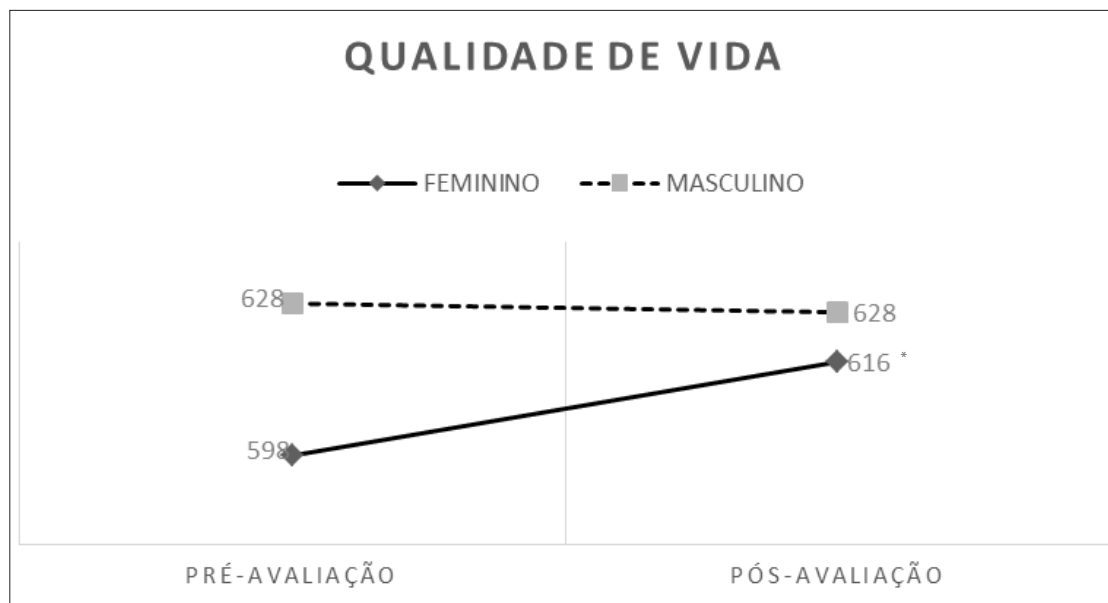 QUALIDADE DE VIDA
FEMININO MASCULINO
628 628
616 *
598
PRÉ-AVALIAÇÃO PÓS-AVALIAÇÃO